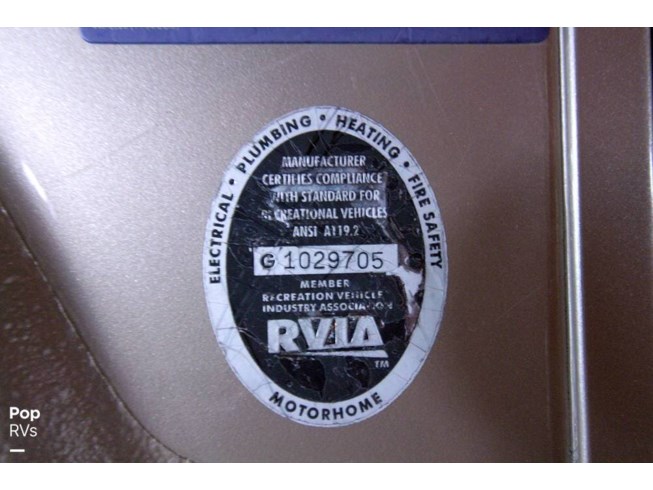 ELECTRICAL • PLUMBING • HEATING • FIRE SAFETY
MANUFACTURER
CERTIFIES COMPLIANCE
WITH STANDARD FOR
RECREATIONAL VEHICLES
ANSI A119.2
G 1029705
MEMBER
RECREATION VEHICLE
INDUSTRY ASSOCIATION
RVIA
TM
MOTORHOME
Pop
RVs